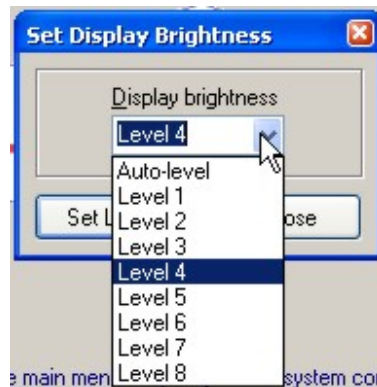 Set Display Brightness
Display brightness
Level 4
Auto-level
Level 1
Set L
ose
Level 2
Level 3
Level 4
Level 5
Level 6
Level 7
Level 8
e main men
system co